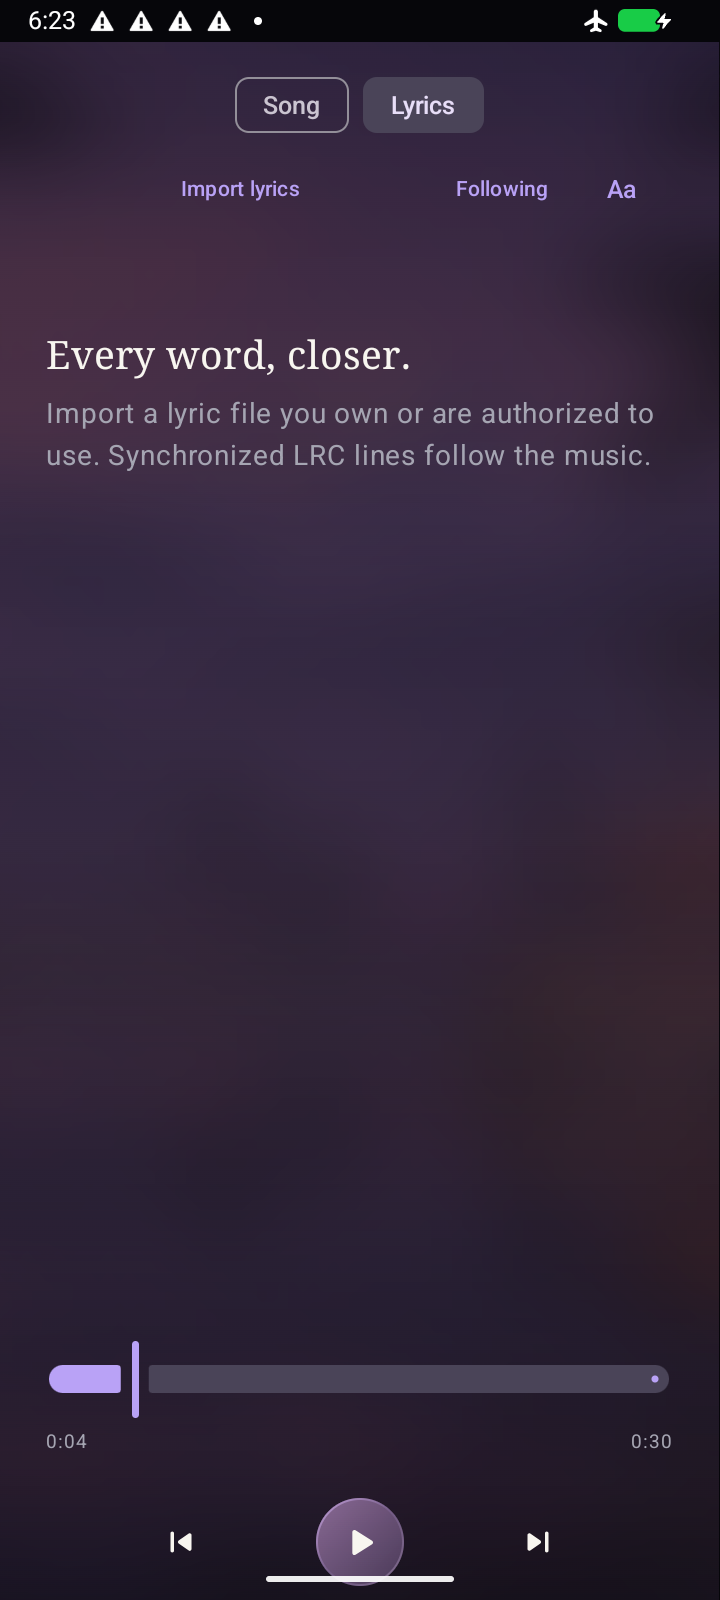 6:23
Song Lyrics
Import lyrics Following Aa
Every word, closer.
Import a lyric file you own or are authorized to
use. Synchronized LRC lines follow the music.
0:04 0:30